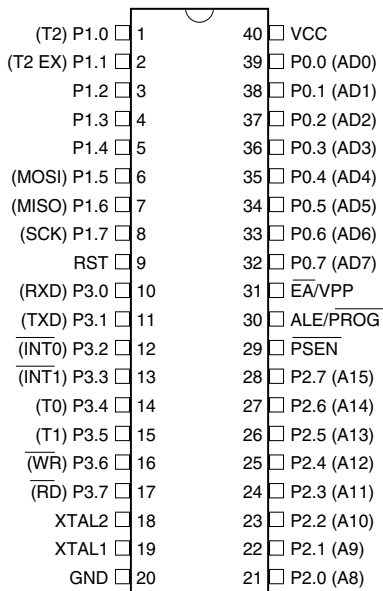 (T2) P1.0 1 40 VCC
(T2 EX) P1.1 2 39 P0.0 (AD0)
P1.2 3 38 P0.1 (AD1)
P1.3 4 37 P0.2 (AD2)
P1.4 5 36 P0.3 (AD3)
(MOSI) P1.5 6 35 P0.4 (AD4)
(MISO) P1.6 7 34 P0.5 (AD5)
(SCK) P1.7 8 33 P0.6 (AD6)
RST 9 32 P0.7 (AD7)
(RXD) P3.0 10 31 E̅A̅/VPP
(TXD) P3.1 11 30 ALE/P̅R̅O̅G̅
(I̅N̅T̅0̅) P3.2 12 29 P̅S̅E̅N̅
(I̅N̅T̅1̅) P3.3 13 28 P2.7 (A15)
(T0) P3.4 14 27 P2.6 (A14)
(T1) P3.5 15 26 P2.5 (A13)
(W̅R̅) P3.6 16 25 P2.4 (A12)
(R̅D̅) P3.7 17 24 P2.3 (A11)
XTAL2 18 23 P2.2 (A10)
XTAL1 19 22 P2.1 (A9)
GND 20 21 P2.0 (A8)